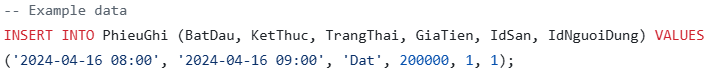 -- Example data
INSERT INTO PhieuGhi (BatDau, KetThuc, TrangThai, GiaTien, IdSan, IdNguoiDung) VALUES
('2024-04-16 08:00', '2024-04-16 09:00', 'Dat', 200000, 1, 1);